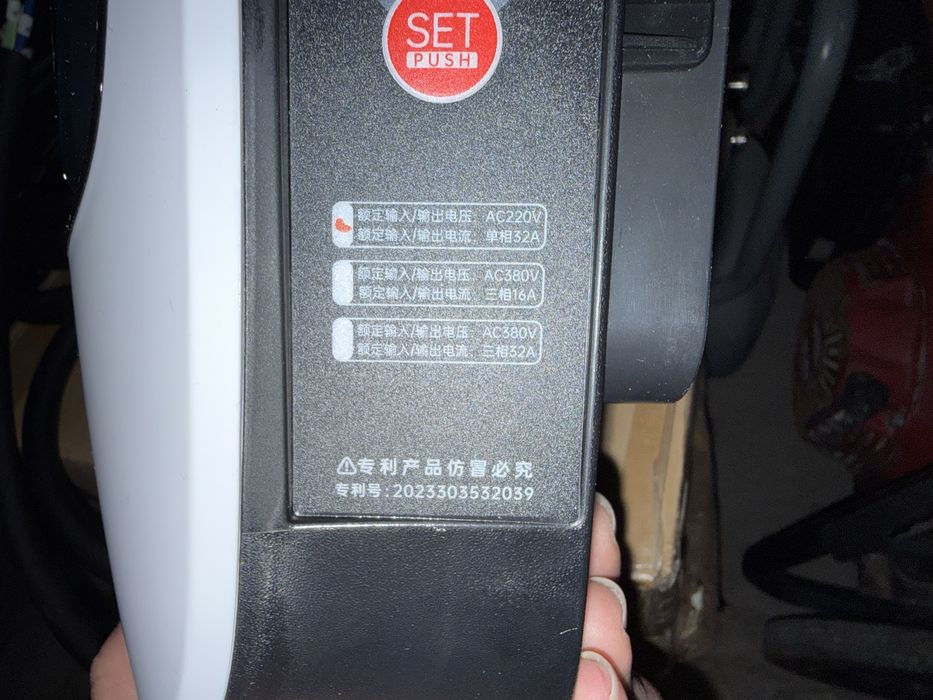 SET
PUSH
额定输入/输出电压: AC220V
额定输入/输出电流: 单相32A
额定输入/输出电压: AC380V
额定输入/输出电流: 三相16A
额定输入/输出电压: AC380V
额定输入/输出电流: 三相32A
专利产品仿冒必究
专利号:2023303532039